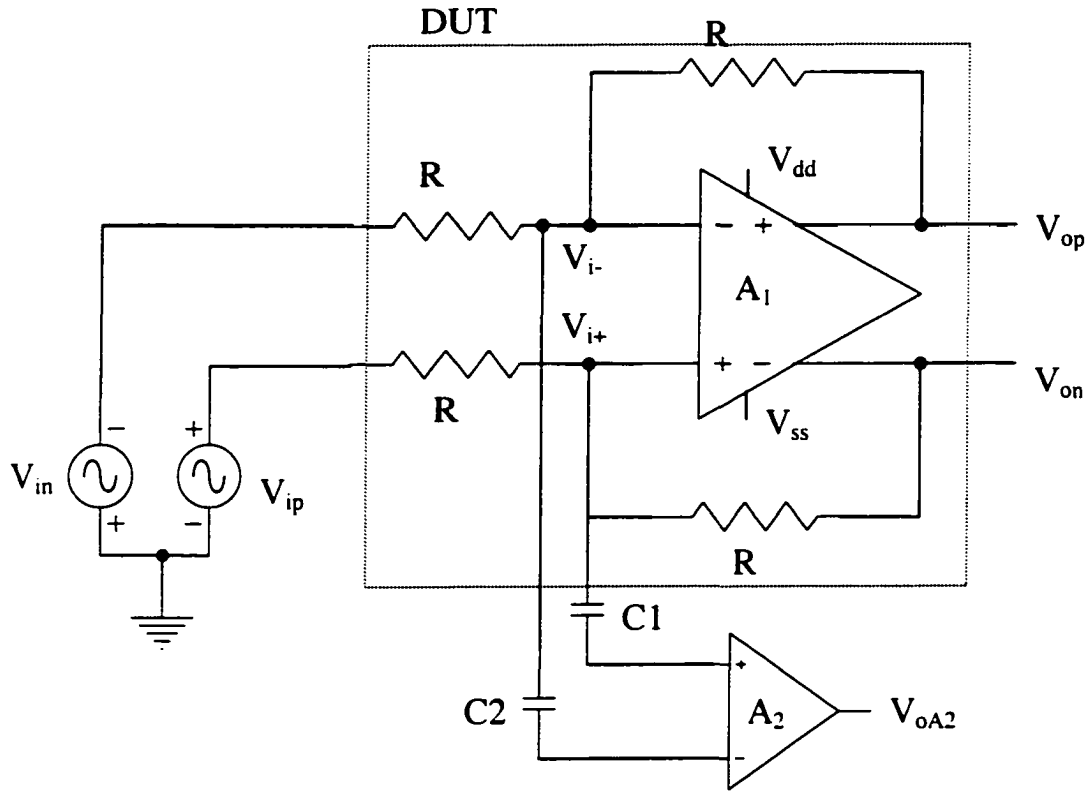 DUT
R
V_dd
R
V_op
V_i-
− +
A_1
V_i+
+ −
R
V_on
V_ss
− +
V_in
V_ip
+ −
R
C1
+
C2
A_2
V_oA2
-